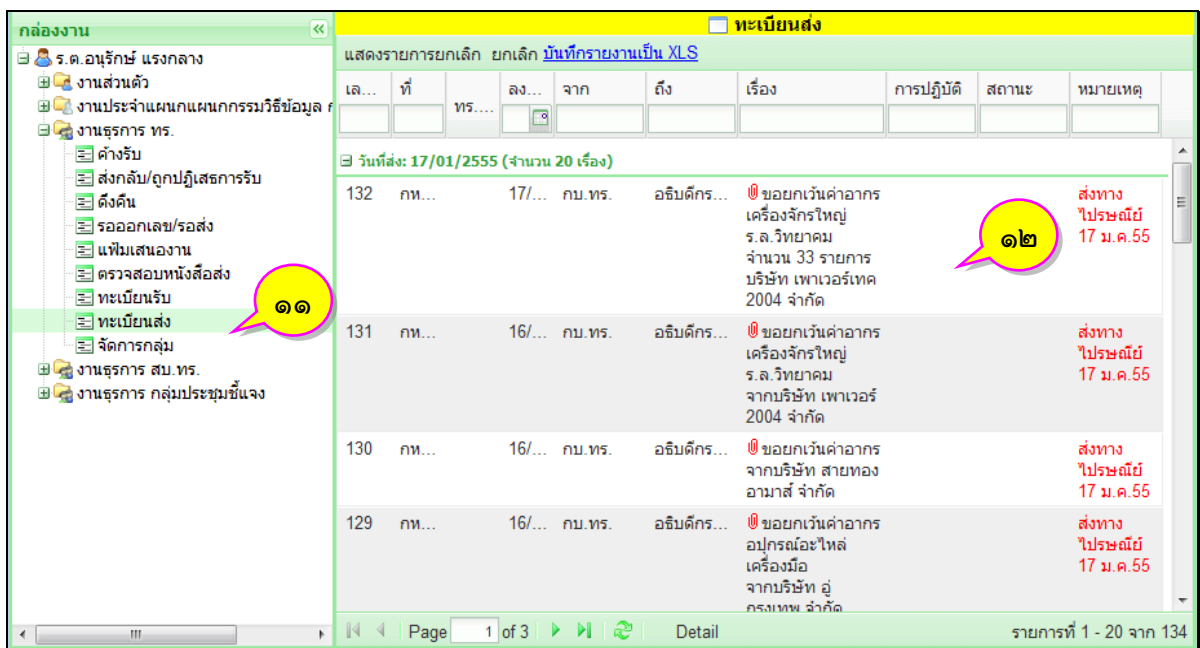 กล่องงาน
ร.ต.อนุรักษ์ แรงกลาง
งานส่วนตัว
งานประจำแผนกแผนกกรรมวิธีข้อมูล ก
งานธุรการ ทร.
ค้างรับ
ส่งกลับ/ถูกปฏิเสธการรับ
ดึงคืน
รอออกเลข/รอส่ง
แฟ้มเสนองาน
ตรวจสอบหนังสือส่ง
ทะเบียนรับ
ทะเบียนส่ง
จัดการกลุ่ม
งานธุรการ สบ.ทร.
งานธุรการ กลุ่มประชุมชี้แจง
๑๑
ทะเบียนส่ง
แสดงรายการยกเลิก ยกเลิก บันทึกรายงานเป็น XLS
เล... ที่ ทร.... ลง... จาก ถึง เรื่อง การปฏิบัติ สถานะ หมายเหตุ
วันที่ส่ง: 17/01/2555 (จำนวน 20 เรื่อง)
132 กห... 17/... กบ.ทร. อธิบดีกร... ขอยกเว้นค่าอากร ส่งทาง
เครื่องจักรใหญ่ ไปรษณีย์
ร.ล.วิทยาคม 17 ม.ค.55
จำนวน 33 รายการ
บริษัท เพาเวอร์เทค
2004 จำกัด
๑๒
131 กห... 16/... กบ.ทร. อธิบดีกร... ขอยกเว้นค่าอากร ส่งทาง
เครื่องจักรใหญ่ ไปรษณีย์
ร.ล.วิทยาคม 17 ม.ค.55
จากบริษัท เพาเวอร์
2004 จำกัด
130 กห... 16/... กบ.ทร. อธิบดีกร... ขอยกเว้นค่าอากร ส่งทาง
จากบริษัท สายทอง ไปรษณีย์
อามาส์ จำกัด 17 ม.ค.55
129 กห... 16/... กบ.ทร. อธิบดีกร... ขอยกเว้นค่าอากร ส่งทาง
อุปกรณ์อะไหล่ ไปรษณีย์
เครื่องมือ 17 ม.ค.55
จากบริษัท อู่
กรุงเทพ จำกัด
Page 1 of 3 Detail รายการที่ 1 - 20 จาก 134